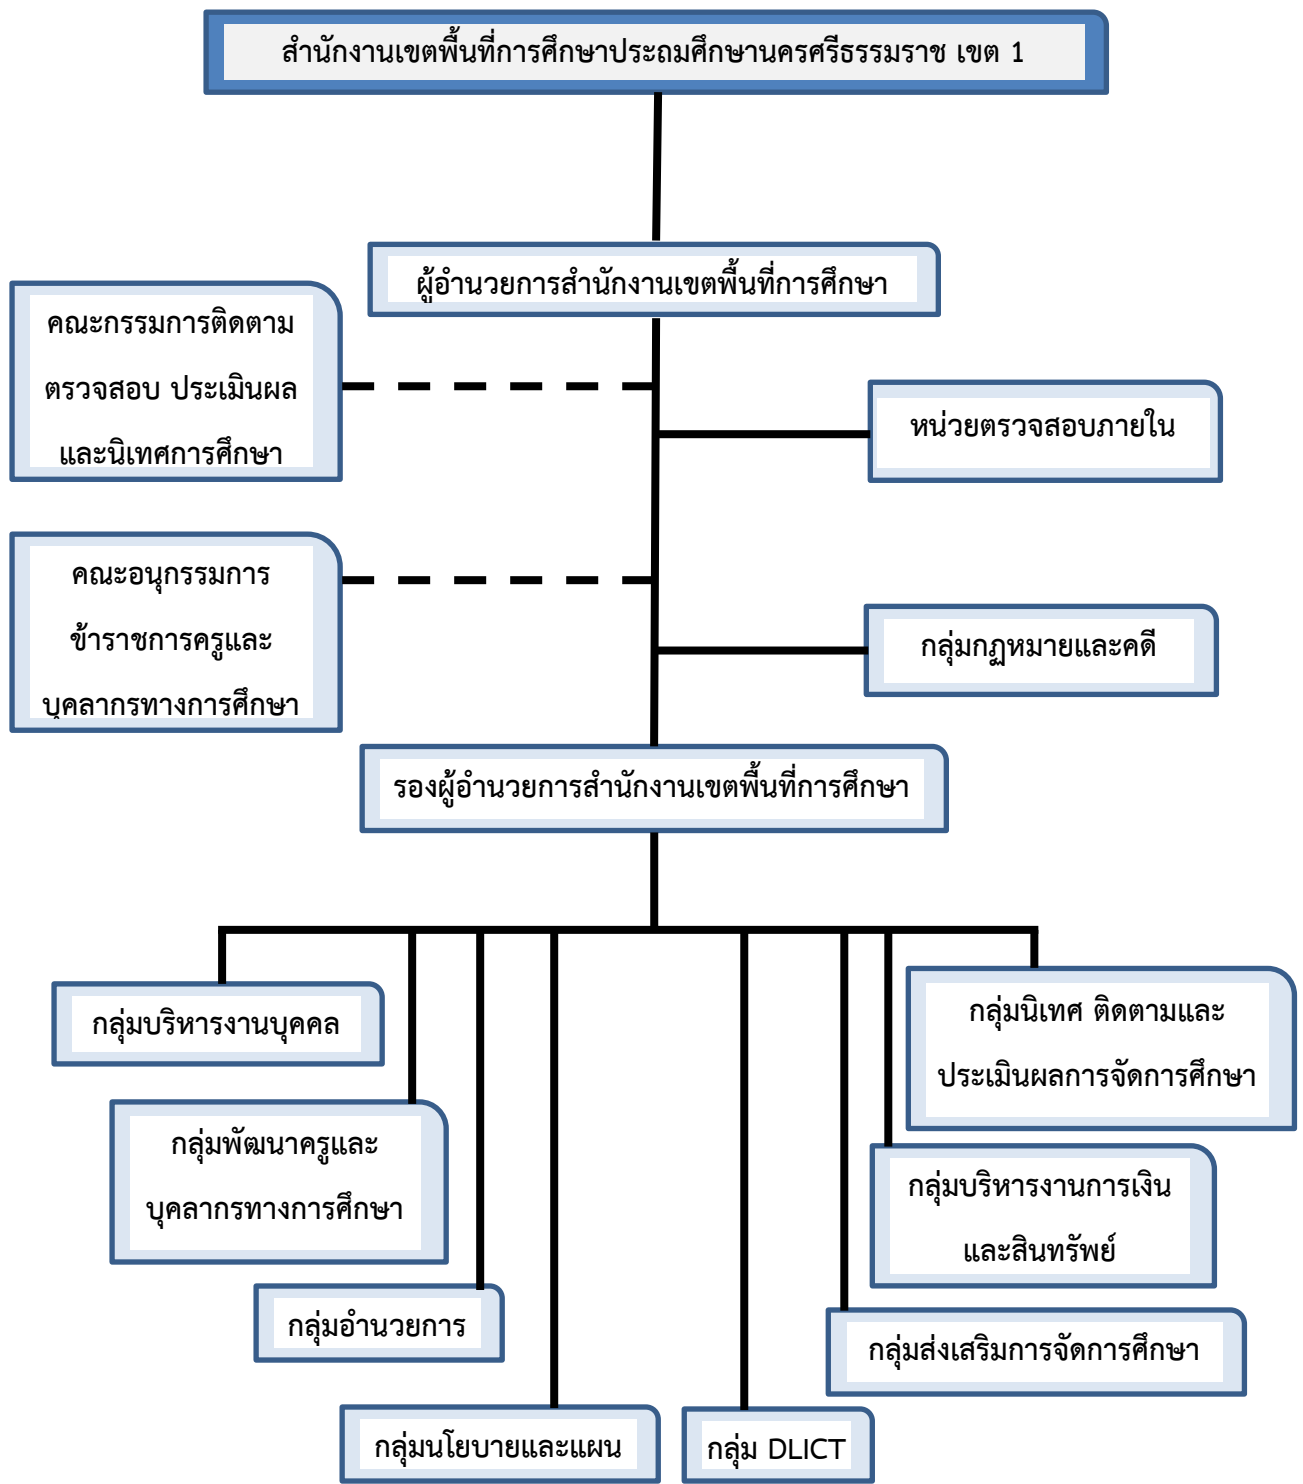 สำนักงานเขตพื้นที่การศึกษาประถมศึกษานครศรีธรรมราช เขต 1
ผู้อำนวยการสำนักงานเขตพื้นที่การศึกษา
คณะกรรมการติดตาม
ตรวจสอบ ประเมินผล
และนิเทศการศึกษา
หน่วยตรวจสอบภายใน
คณะอนุกรรมการ
ข้าราชการครูและ
บุคลากรทางการศึกษา
กลุ่มกฎหมายและคดี
รองผู้อำนวยการสำนักงานเขตพื้นที่การศึกษา
กลุ่มบริหารงานบุคคล
กลุ่มนิเทศ ติดตามและ
ประเมินผลการจัดการศึกษา
กลุ่มพัฒนาครูและ
บุคลากรทางการศึกษา
กลุ่มบริหารงานการเงิน
และสินทรัพย์
กลุ่มอำนวยการ
กลุ่มส่งเสริมการจัดการศึกษา
กลุ่มนโยบายและแผน
กลุ่ม DLICT